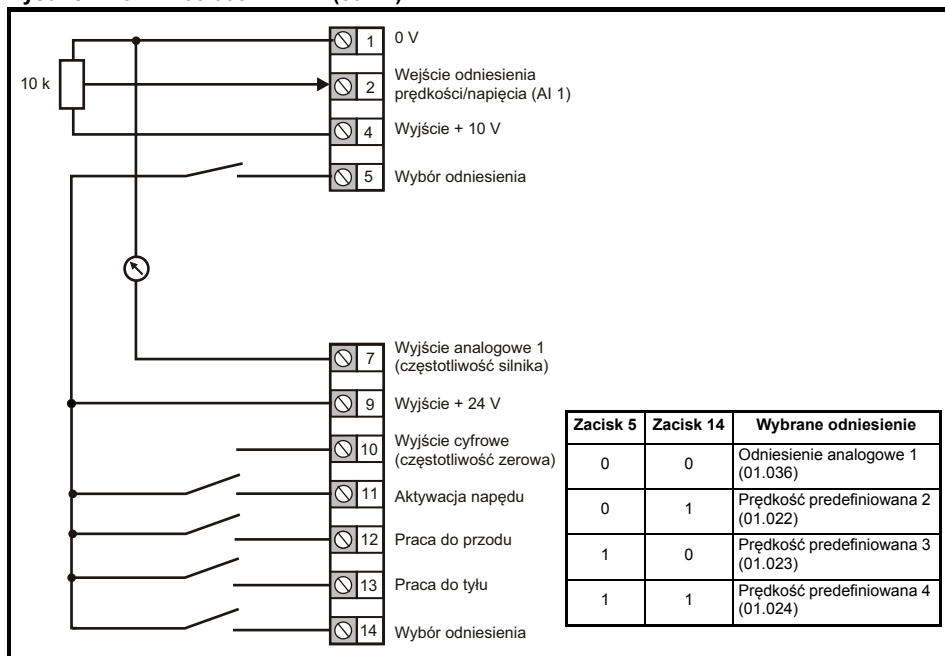 1 0 V
10 k
2 Wejście odniesienia
prędkości/napięcia (AI 1)
4 Wyjście + 10 V
5 Wybór odniesienia
7 Wyjście analogowe 1
(częstotliwość silnika)
9 Wyjście + 24 V
10 Wyjście cyfrowe
(częstotliwość zerowa)
11 Aktywacja napędu
12 Praca do przodu
13 Praca do tyłu
14 Wybór odniesienia
Zacisk 5 Zacisk 14 Wybrane odniesienie
0 0 Odniesienie analogowe 1
(01.036)
0 1 Prędkość predefiniowana 2
(01.022)
1 0 Prędkość predefiniowana 3
(01.023)
1 1 Prędkość predefiniowana 4
(01.024)